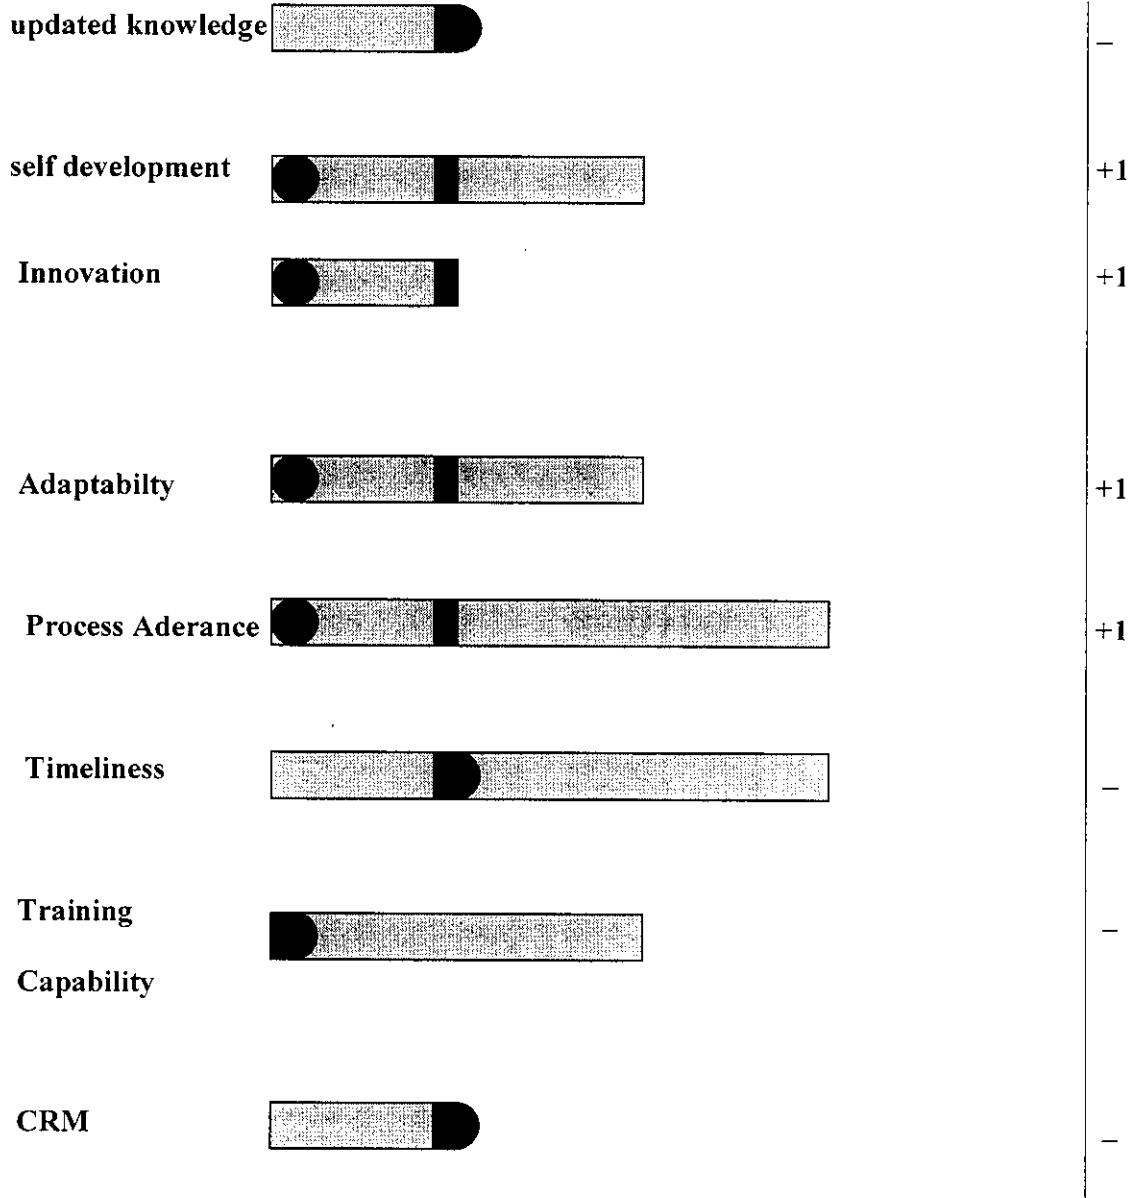 updated knowledge –
self development +1
Innovation +1
Adaptabilty +1
Process Aderance +1
Timeliness –
Training –
Capability
CRM –